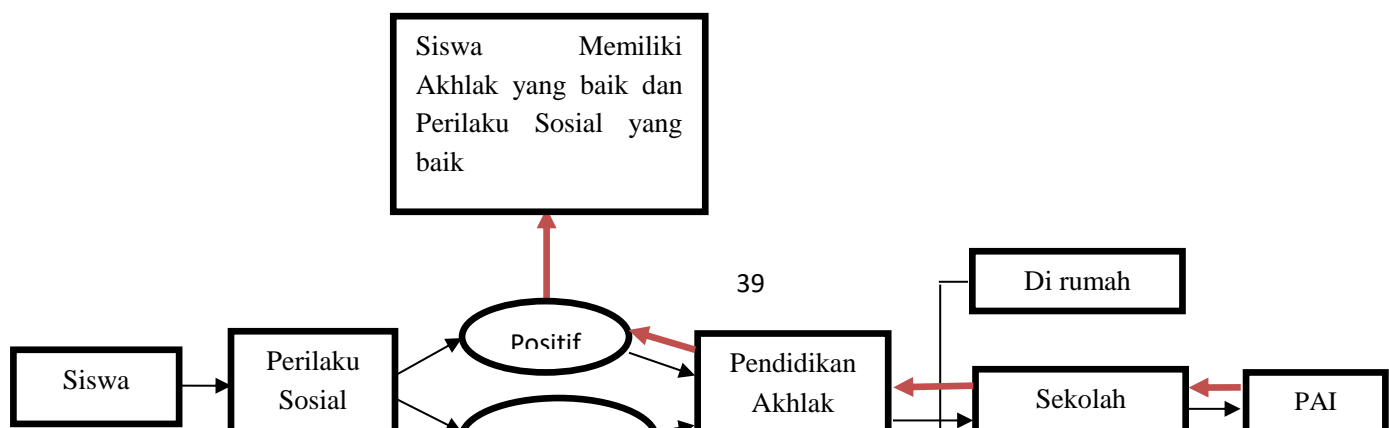 Siswa Memiliki
Akhlak yang baik dan
Perilaku Sosial yang
baik
39
Di rumah
Positif
Perilaku
Sosial
Siswa
Pendidikan
Akhlak
Sekolah
PAI